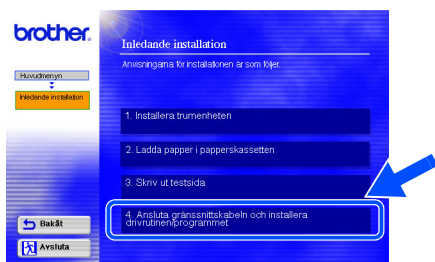 brother.
Huvudmenyn
Inledande installation
Bakåt
Avsluta
Inledande installation
Anvisningarna för installationen är som följer.
1. Installera trumenheten
2. Ladda papper i papperskassetten
3. Skriv ut testsida
4. Ansluta gränssnittskabeln och installera
drivrutinen/programmet